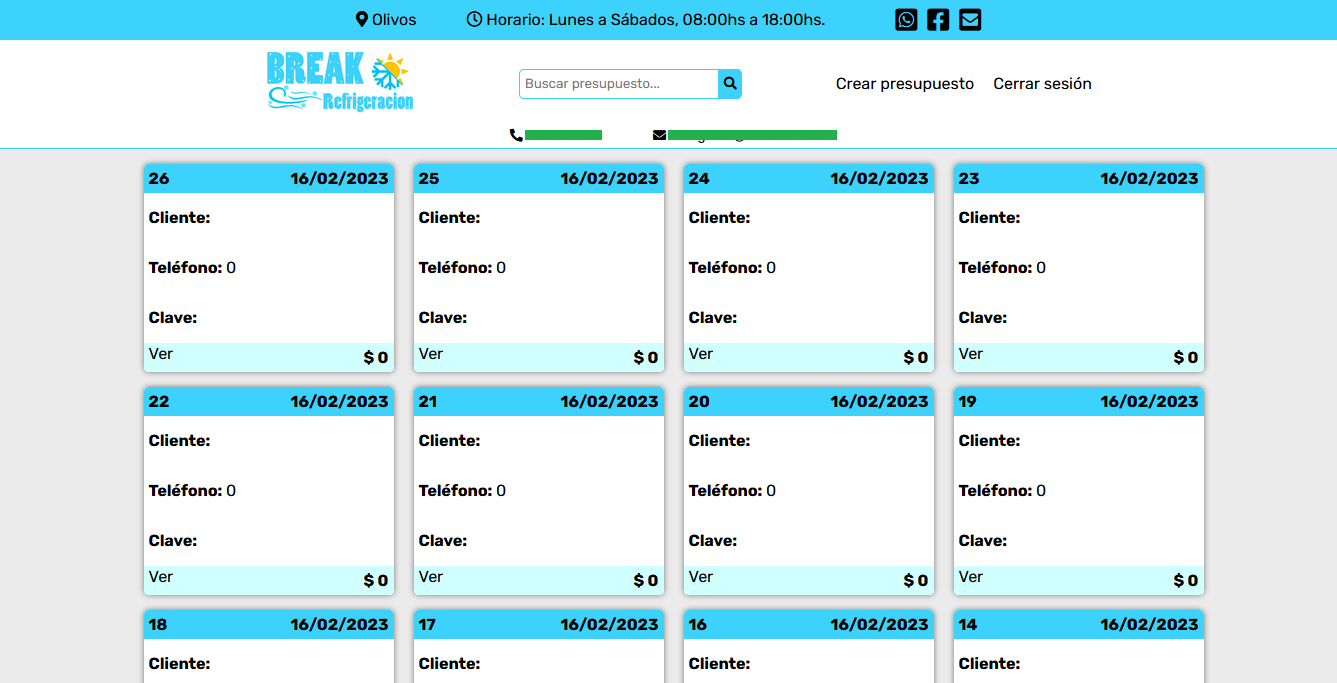 Olivos Horario: Lunes a Sábados, 08:00hs a 18:00hs.
BREAK
Refrigeracion
Buscar presupuesto... Crear presupuesto Cerrar sesión
26 16/02/2023 25 16/02/2023 24 16/02/2023 23 16/02/2023
Cliente: Cliente: Cliente: Cliente:
Teléfono: 0 Teléfono: 0 Teléfono: 0 Teléfono: 0
Clave: Clave: Clave: Clave:
Ver $ 0 Ver $ 0 Ver $ 0 Ver $ 0
22 16/02/2023 21 16/02/2023 20 16/02/2023 19 16/02/2023
Cliente: Cliente: Cliente: Cliente:
Teléfono: 0 Teléfono: 0 Teléfono: 0 Teléfono: 0
Clave: Clave: Clave: Clave:
Ver $ 0 Ver $ 0 Ver $ 0 Ver $ 0
18 16/02/2023 17 16/02/2023 16 16/02/2023 14 16/02/2023
Cliente: Cliente: Cliente: Cliente: